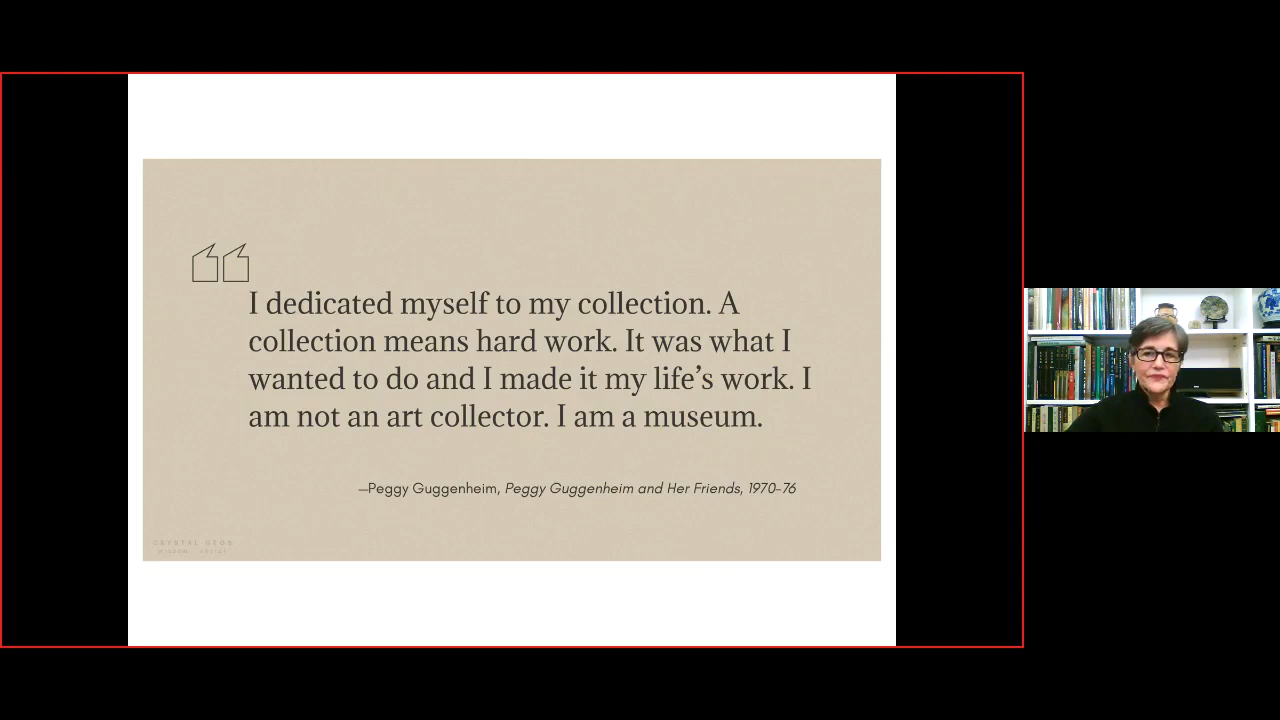 I dedicated myself to my collection. A
collection means hard work. It was what I
wanted to do and I made it my life’s work. I
am not an art collector. I am a museum.
—Peggy Guggenheim, Peggy Guggenheim and Her Friends, 1970–76